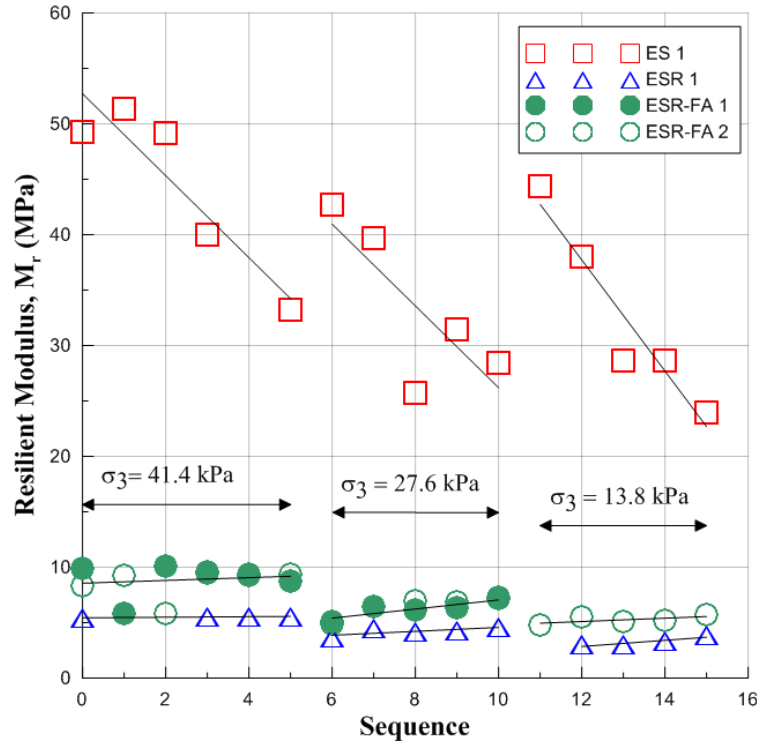 60
50
40
30
20
10
0
Resilient Modulus, Mr (MPa)
ES 1
ESR 1
ESR-FA 1
ESR-FA 2
σ3= 41.4 kPa
σ3 = 27.6 kPa
σ3 = 13.8 kPa
0 2 4 6 8 10 12 14 16
Sequence